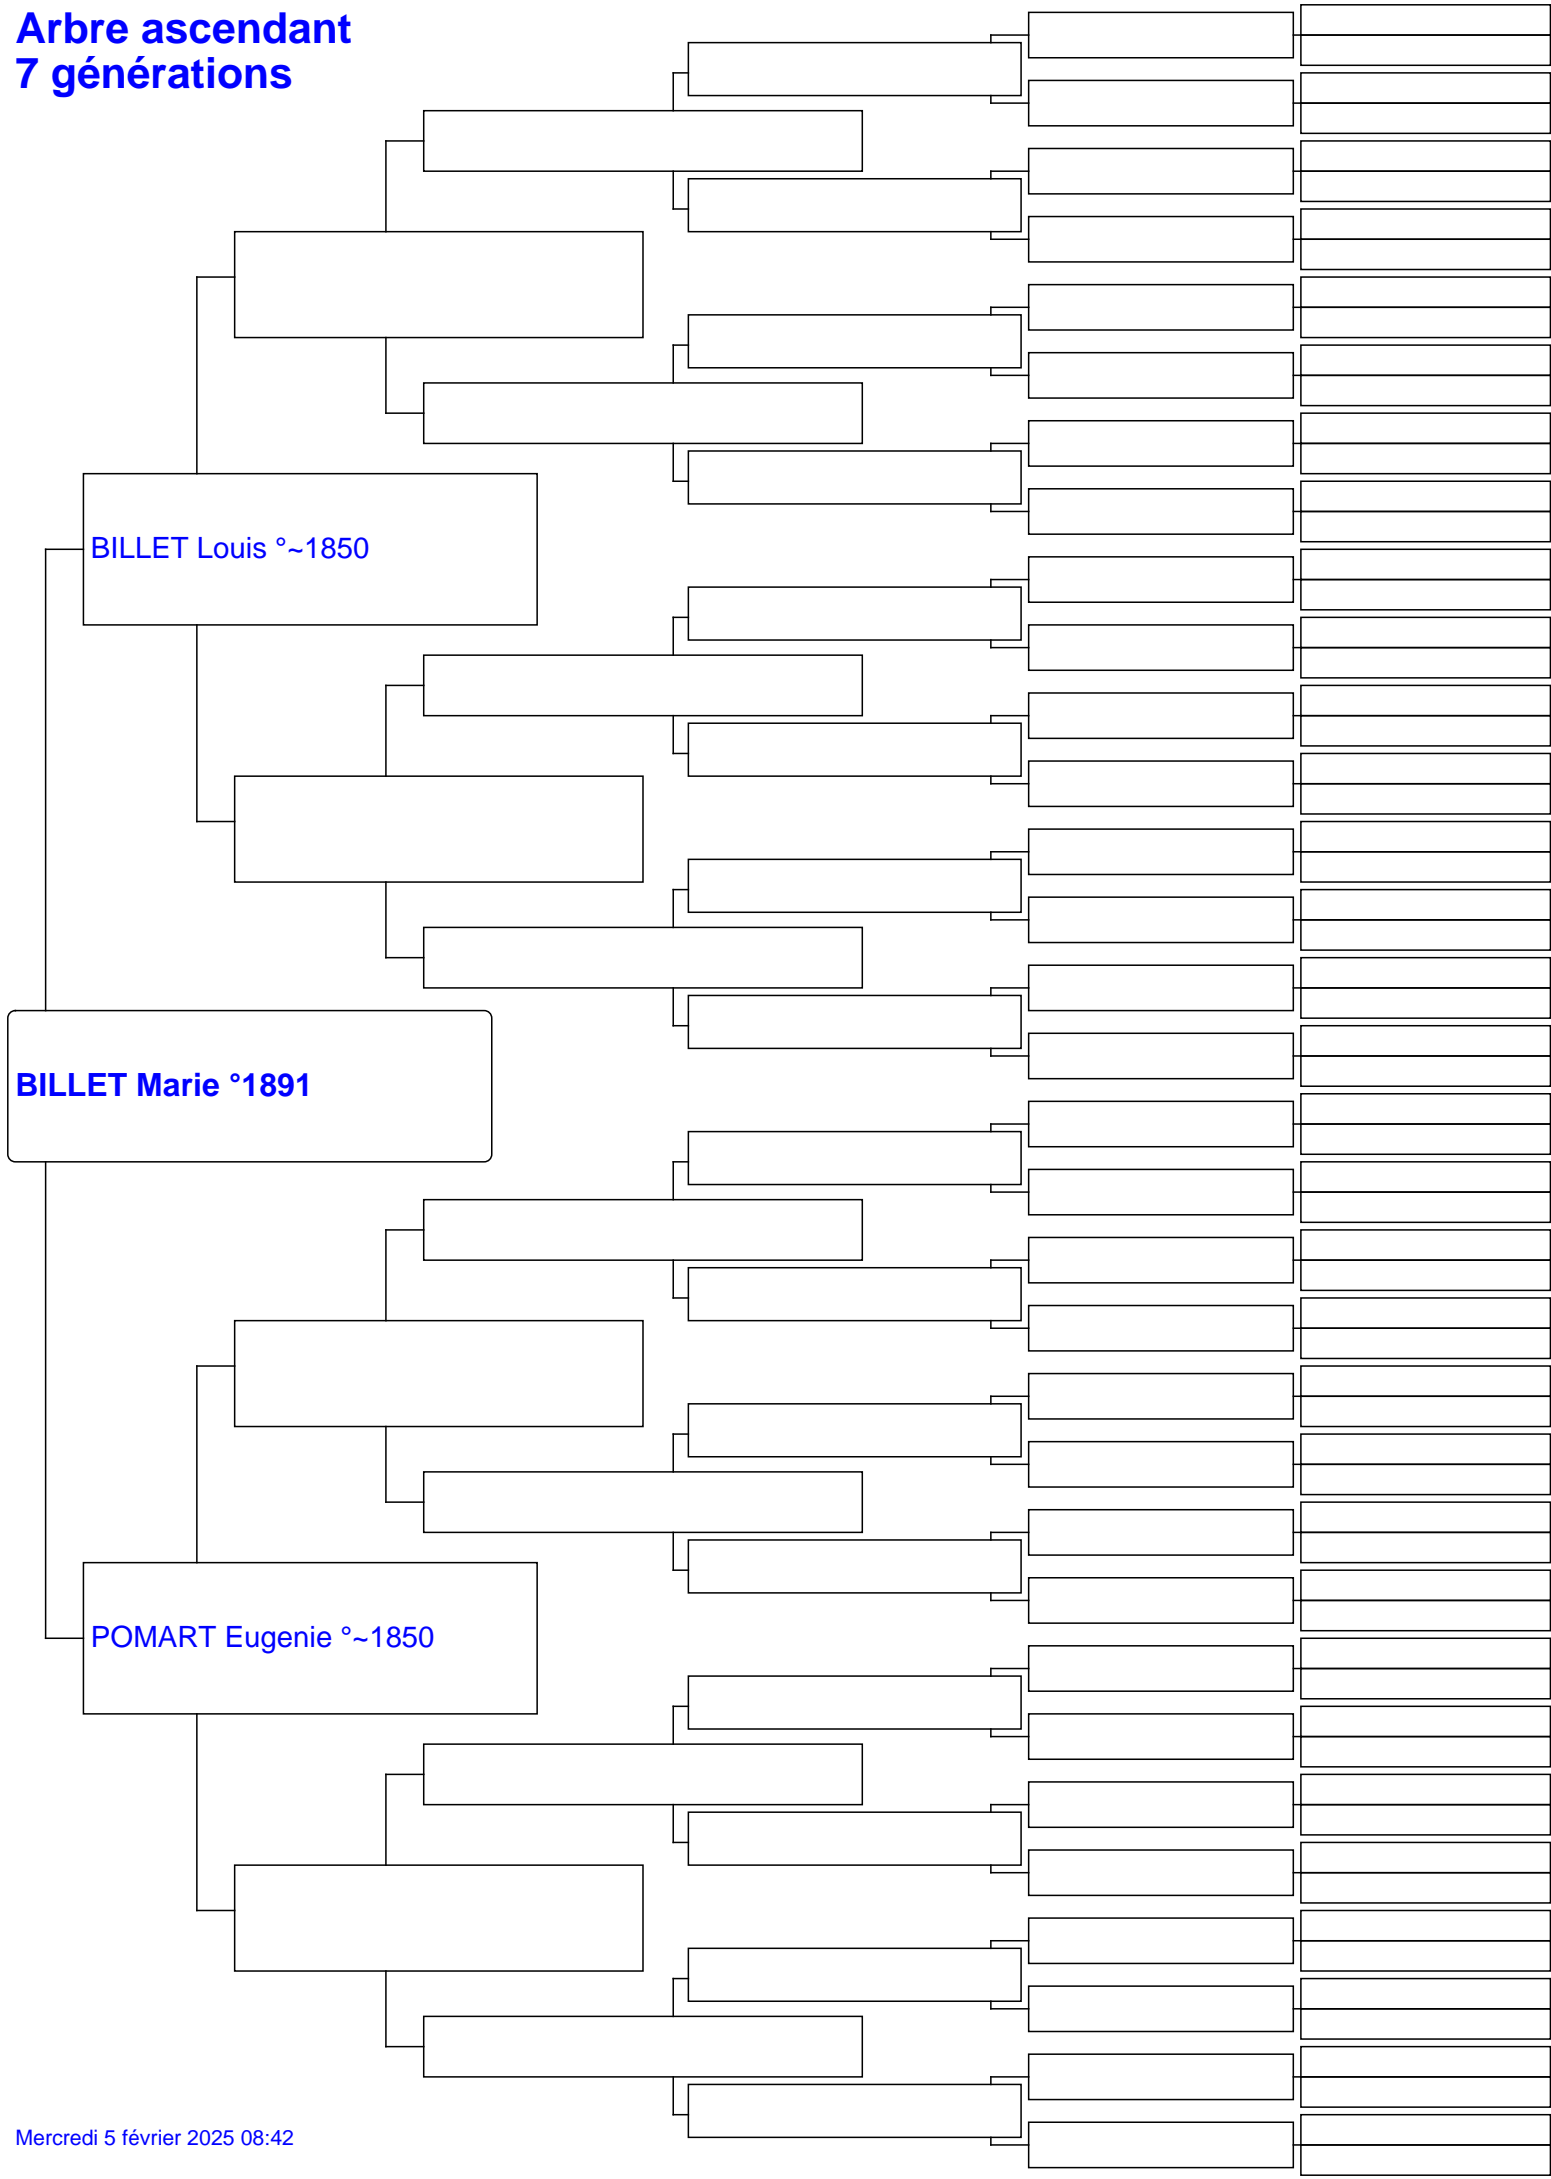 Arbre ascendant
7 générations
BILLET Louis °~1850
BILLET Marie °1891
POMART Eugenie °~1850
Mercredi 5 février 2025 08:42